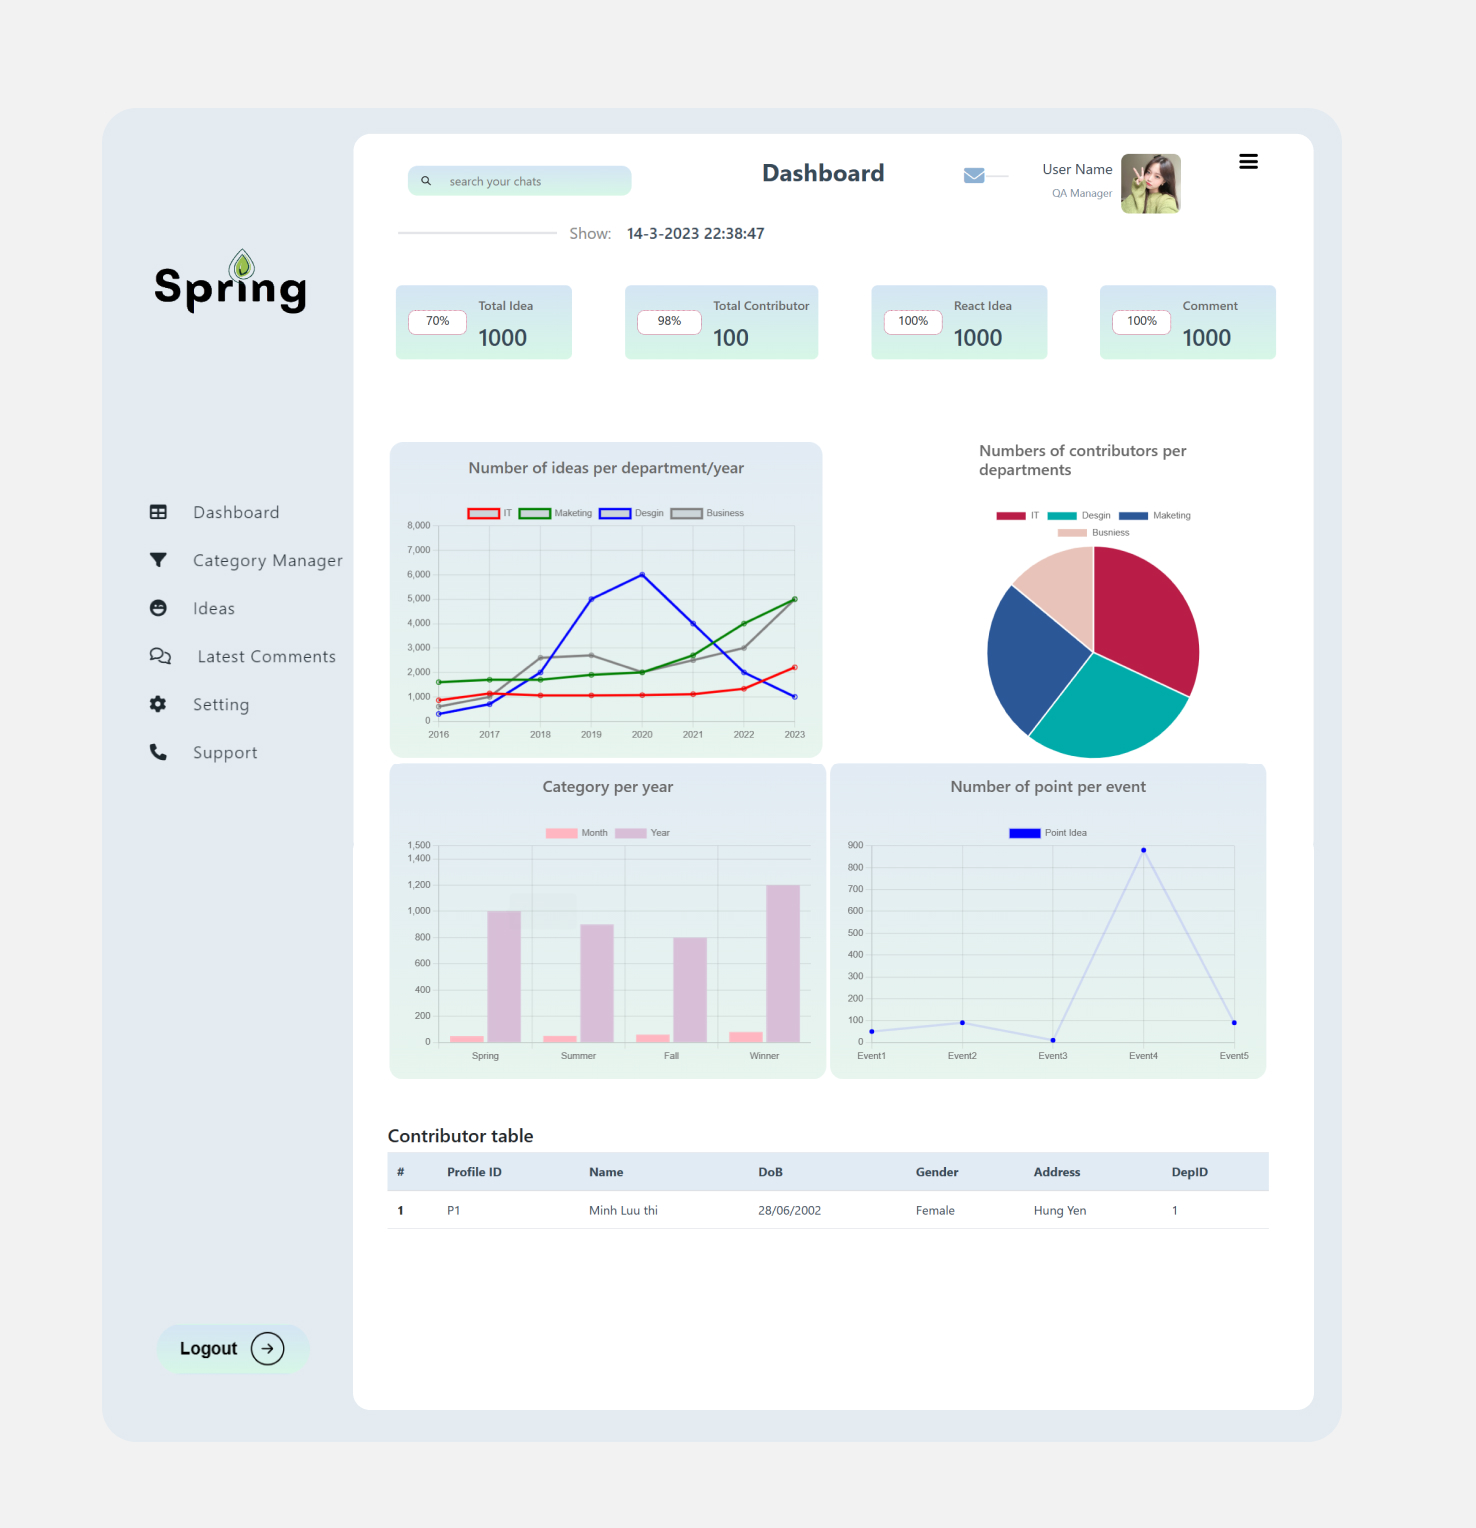 search your chats
Dashboard
User Name
QA Manager
Show: 14-3-2023 22:38:47
Spring
70%
Total Idea
1000
98%
Total Contributor
100
100%
React Idea
1000
100%
Comment
1000
Dashboard
Category Manager
Ideas
Latest Comments
Setting
Support
Logout
Number of ideas per department/year
IT Maketing Desgin Business
8,000
7,000
6,000
5,000
4,000
3,000
2,000
1,000
0
2016 2017 2018 2019 2020 2021 2022 2023
Numbers of contributors per
departments
IT Desgin Maketing
Busniess
Category per year
Month Year
1,500
1,400
1,200
1,000
800
600
400
200
0
Spring Summer Fall Winner
Number of point per event
Point Idea
900
800
700
600
500
400
300
200
100
0
Event1 Event2 Event3 Event4 Event5
Contributor table
# Profile ID Name DoB Gender Address DepID
1 P1 Minh Luu thi 28/06/2002 Female Hung Yen 1